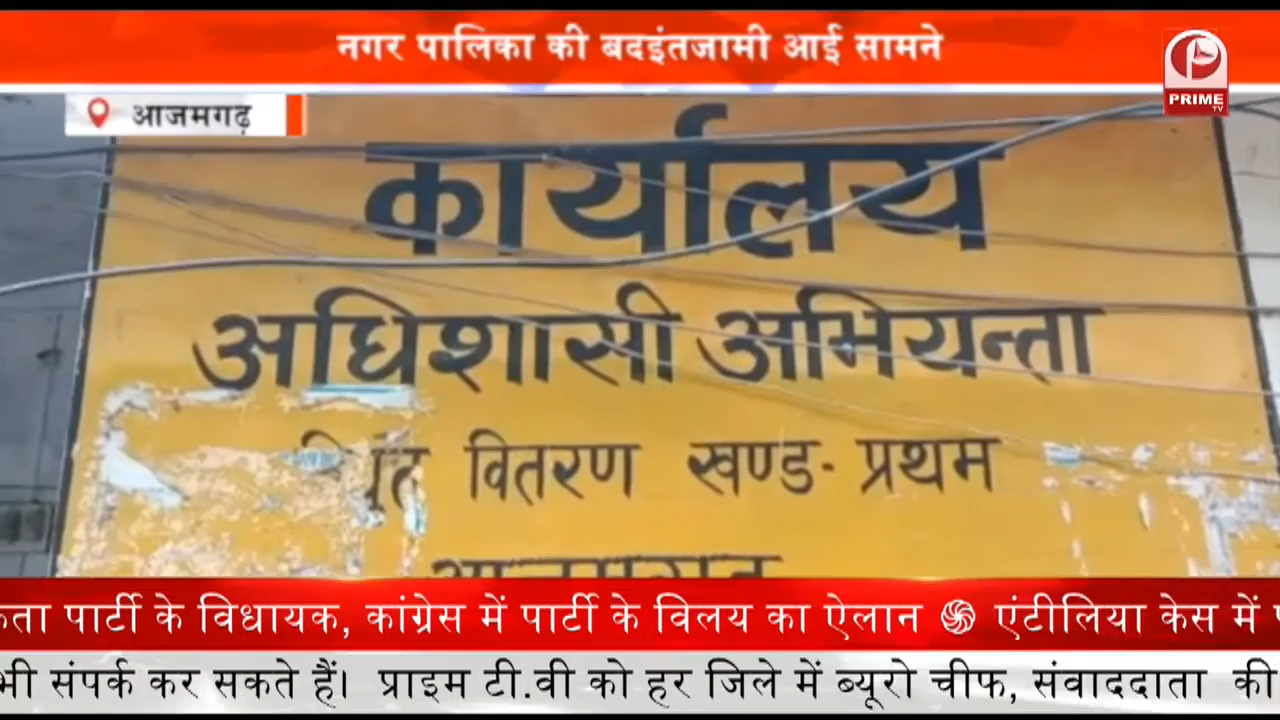 नगर पालिका की बदइंतजामी आई सामने
PRIME
TV
आजमगढ़
कार्यालय
अधिशासी अभियन्ता
वितरण खण्ड- प्रथम
पार्टी के विधायक, कांग्रेस में पार्टी के विलय का ऐलान एंटीलिया केस में
भी संपर्क कर सकते हैं। प्राइम टी.वी को हर जिले में ब्यूरो चीफ, संवाददाता की